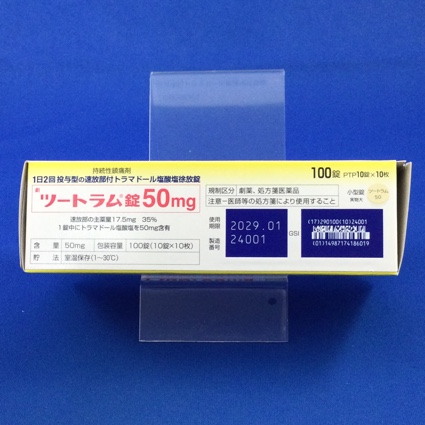 持続性鎮痛剤
1日2回投与型の速放部付トラマドール塩酸塩徐放錠
劇 ツートラム®錠50mg
速放部の主薬量17.5mg 35%
1錠中にトラマドール塩酸塩を50mg含有
含 量 50mg 包装容量 100錠(10錠×10枚)
貯 法 室温保存(1~30℃)
100錠 PTP10錠×10枚
規制区分 劇薬、処方箋医薬品
注意-医師等の処方箋により使用すること
小型錠
実物大
ツートラム
50
使用期限 2029.01
製造番号 24001
GSI
(17)290100(10)24001
(01)14987174186019